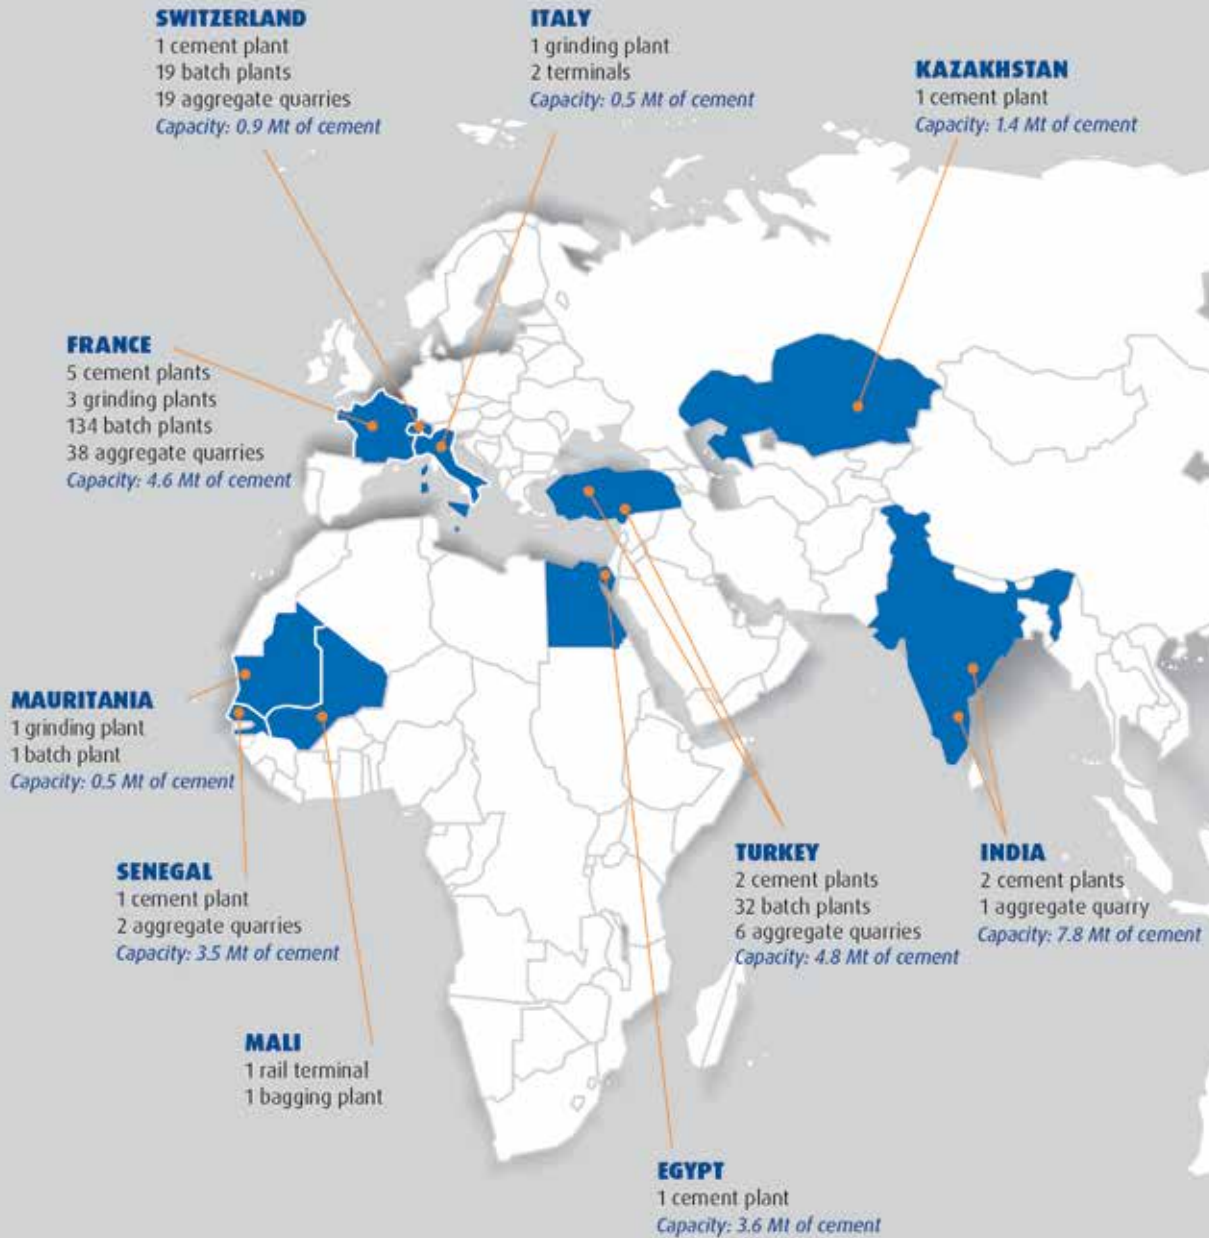 SWITZERLAND
1 cement plant
19 batch plants
19 aggregate quarries
Capacity: 0.9 Mt of cement
ITALY
1 grinding plant
2 terminals
Capacity: 0.5 Mt of cement
KAZAKHSTAN
1 cement plant
Capacity: 1.4 Mt of cement
FRANCE
5 cement plants
3 grinding plants
134 batch plants
38 aggregate quarries
Capacity: 4.6 Mt of cement
MAURITANIA
1 grinding plant
1 batch plant
Capacity: 0.5 Mt of cement
SENEGAL
1 cement plant
2 aggregate quarries
Capacity: 3.5 Mt of cement
TURKEY
2 cement plants
32 batch plants
6 aggregate quarries
Capacity: 4.8 Mt of cement
INDIA
2 cement plants
1 aggregate quarry
Capacity: 7.8 Mt of cement
MALI
1 rail terminal
1 bagging plant
EGYPT
1 cement plant
Capacity: 3.6 Mt of cement